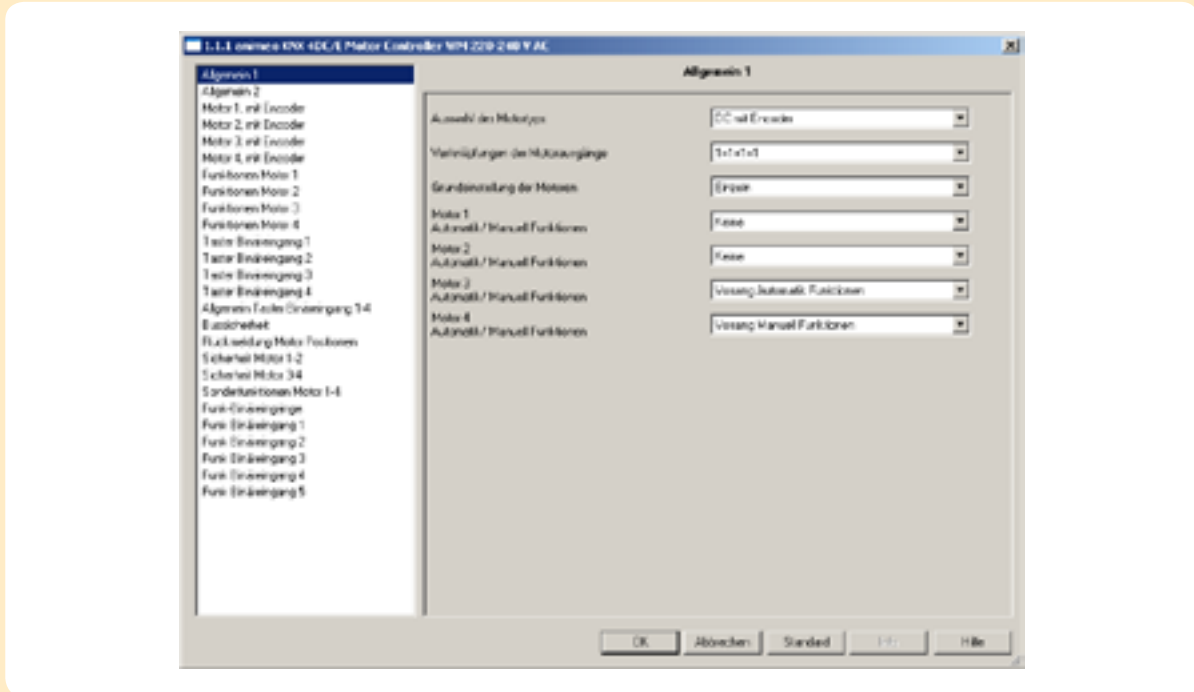 1.1.1 animeo KNX 4DC/E Motor Controller WM 220-240 V AC
Allgemein 1
Allgemein 2
Motor 1, mit Encoder
Motor 2, mit Encoder
Motor 3, mit Encoder
Motor 4, mit Encoder
Funktionen Motor 1
Funktionen Motor 2
Funktionen Motor 3
Funktionen Motor 4
Taster Binäreingang 1
Taster Binäreingang 2
Taster Binäreingang 3
Taster Binäreingang 4
Allgemein Taster Binäreingang 1-4
Bussicherheit
Rückmeldung Motor Positionen
Sicherheit Motor 1-2
Sicherheit Motor 3-4
Sonderfunktionen Motor 1-4
Funk-Binäreingänge
Funk Binäreingang 1
Funk Binäreingang 2
Funk Binäreingang 3
Funk Binäreingang 4
Funk Binäreingang 5
Allgemein 1
Auswahl des Motortyps
DC mit Encoder
Verknüpfungen der Motorausgänge
1+1+1+1
Grundeinstellung der Motoren
Einzeln
Motor 1
Automatik / Manuell Funktionen
Keine
Motor 2
Automatik / Manuell Funktionen
Keine
Motor 3
Automatik / Manuell Funktionen
Vorrang Automatik Funktionen
Motor 4
Automatik / Manuell Funktionen
Vorrang Manuell Funktionen
OK
Abbrechen
Standard
Info
Hilfe